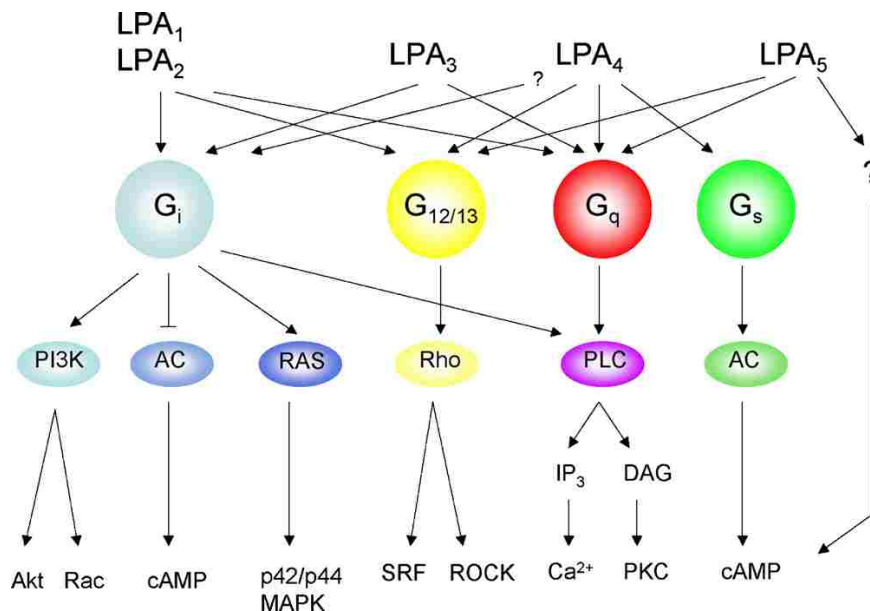 LPA₁
LPA₂
LPA₃
?
LPA₄
LPA₅
?
Gᵢ
G₁₂/₁₃
G_q
Gₛ
PI3K
AC
RAS
Rho
PLC
AC
IP₃
DAG
Akt
Rac
cAMP
p42/p44
MAPK
SRF
ROCK
Ca²⁺
PKC
cAMP